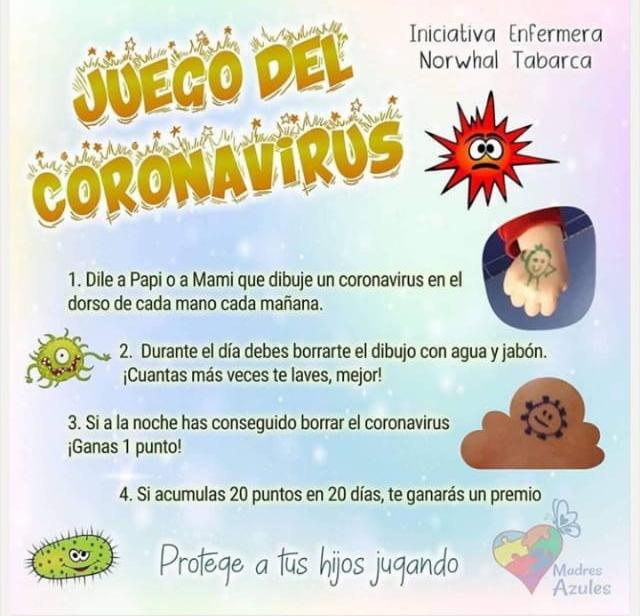 JUEGO DEL
CORONAVIRUS
Iniciativa Enfermera
Norwhal Tabarca
1. Dile a Papi o a Mami que dibuje un coronavirus en el
dorso de cada mano cada mañana.
2. Durante el día debes borrarte el dibujo con agua y jabón.
¡Cuantas más veces te laves, mejor!
3. Si a la noche has conseguido borrar el coronavirus
¡Ganas 1 punto!
4. Si acumulas 20 puntos en 20 días, te ganarás un premio
Protege a tus hijos jugando
Madres
Azules